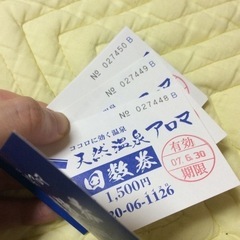 № 027450 B
№ 027449 B
№ 027448 B
ココロに効く温泉
天然温泉アロマ
回数券
1,500円
20-06-1126
有効
07.6.30
期限